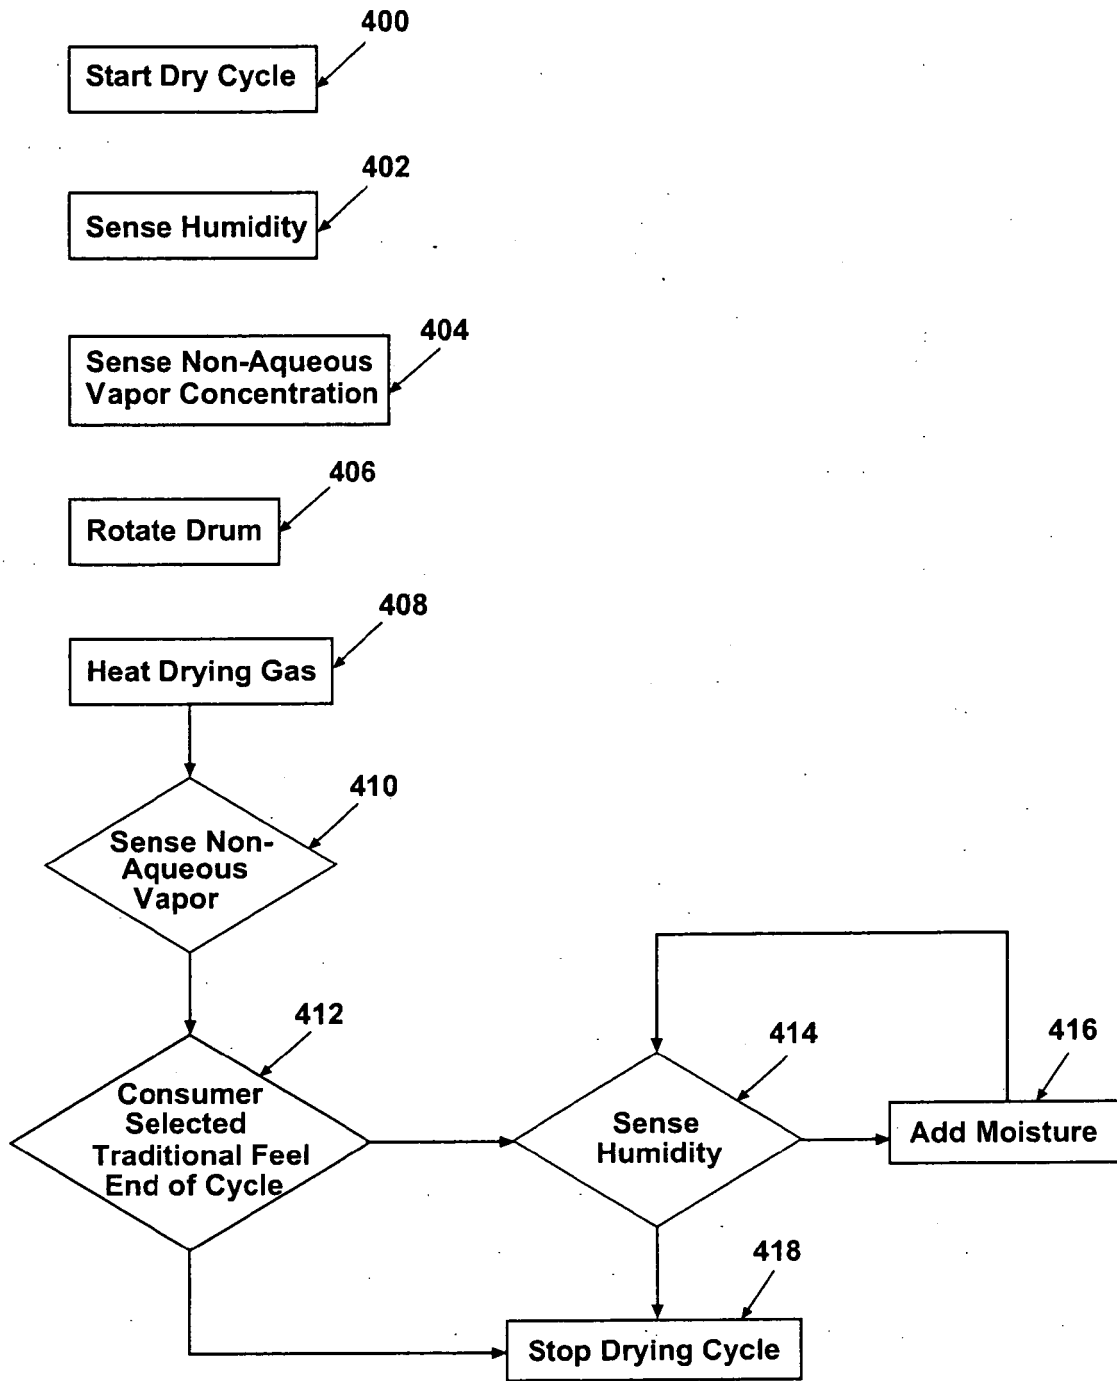 400
Start Dry Cycle
402
Sense Humidity
404
Sense Non-Aqueous
Vapor Concentration
406
Rotate Drum
408
Heat Drying Gas
410
Sense Non-
Aqueous
Vapor
412
Consumer
Selected
Traditional Feel
End of Cycle
414
Sense
Humidity
416
Add Moisture
418
Stop Drying Cycle